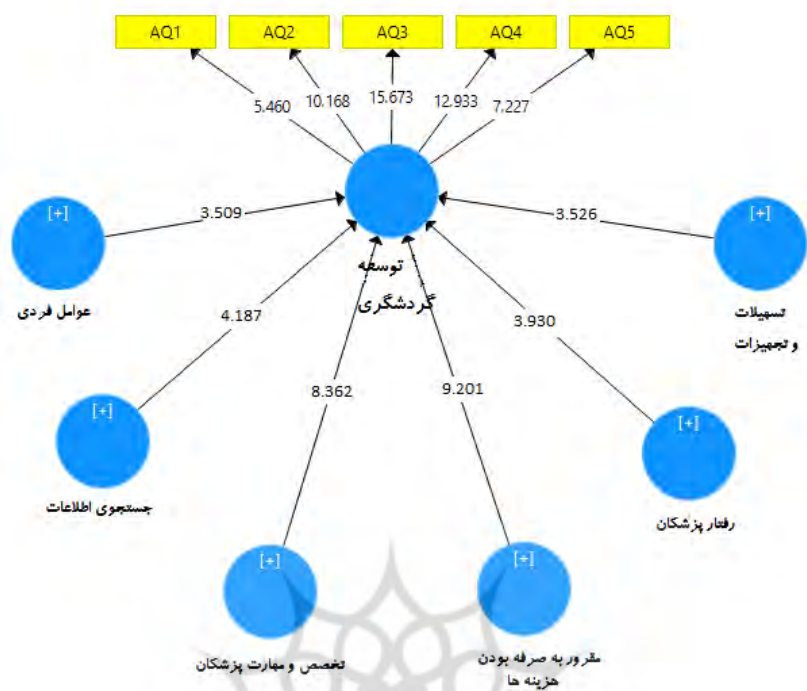 AQ1 AQ2 AQ3 AQ4 AQ5
5.460 10.168 15.673 12.933 7.227
[+] [+]
3.509 3.526
توسعه
گردشگری
عوامل فردی
تسهیلات
و تجهیزات
4.187 3.930
8.362 9.201
[+] [+]
جستجوی اطلاعات
رفتار پزشکان
[+] [+]
تخصص و مهارت پزشکان
مقرور به صرفه بودن
هزینه ها